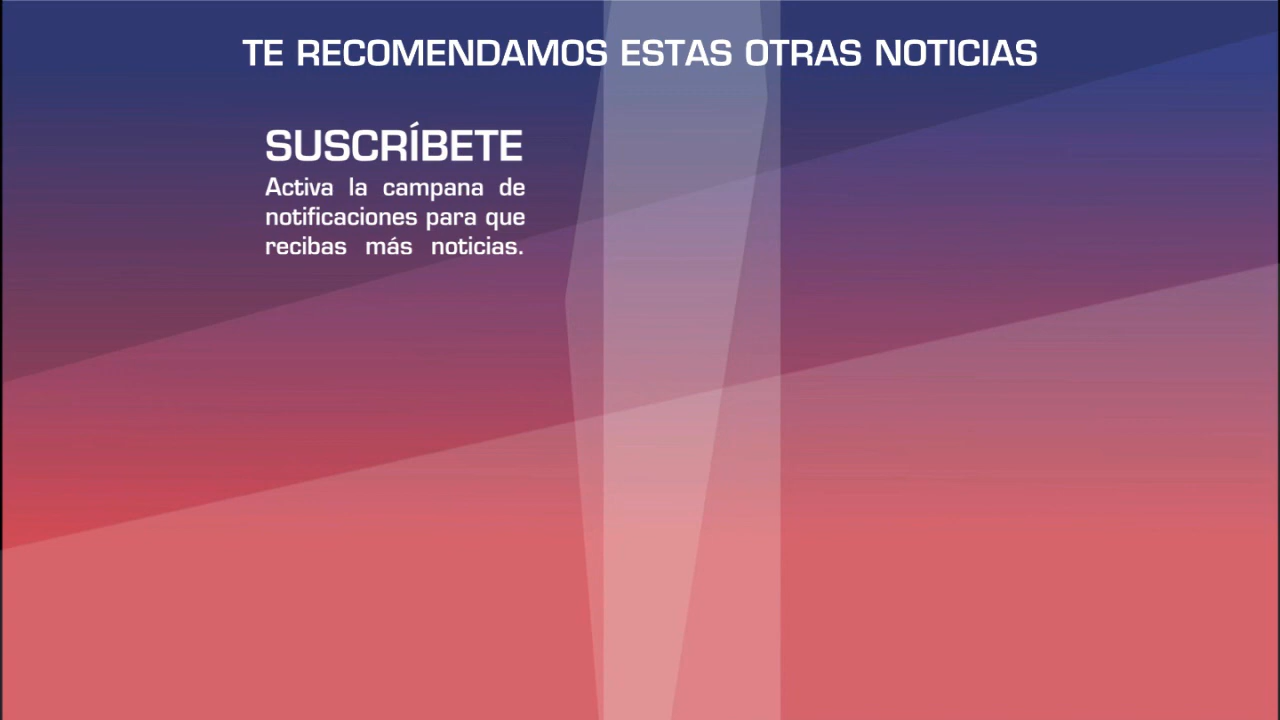 TE RECOMENDAMOS ESTAS OTRAS NOTICIAS
SUSCRÍBETE
Activa la campana de
notificaciones para que
recibas más noticias.